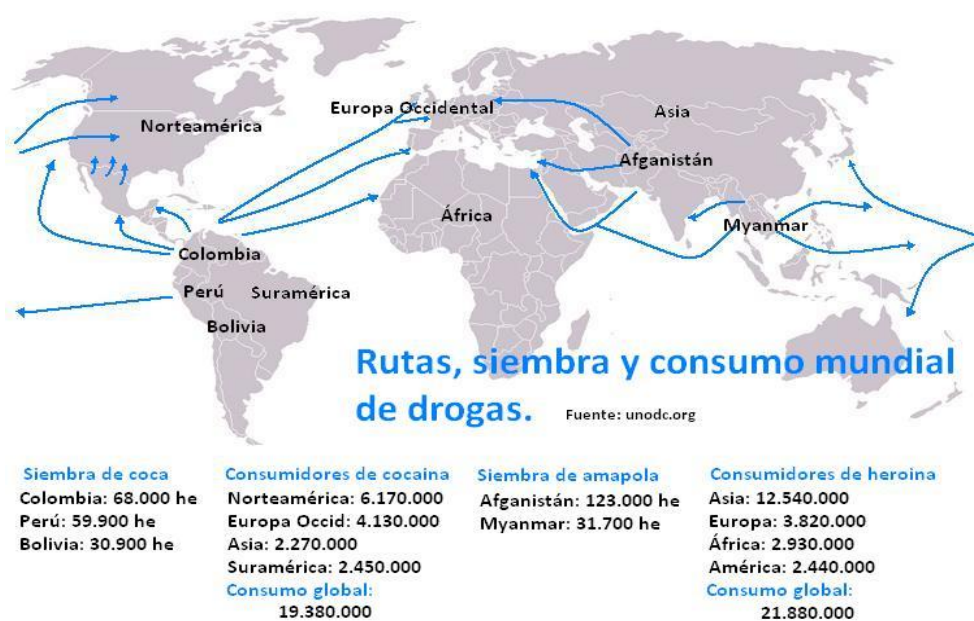 Europa Occidental
Asia
Norteamérica
Afganistán
África
Myanmar
Colombia
Perú
Suramérica
Bolivia
Rutas, siembra y consumo mundial
de drogas.
Fuente: unodc.org
Siembra de coca
Colombia: 68.000 he
Perú: 59.900 he
Bolivia: 30.900 he
Consumidores de cocaína
Norteamérica: 6.170.000
Europa Occid: 4.130.000
Asia: 2.270.000
Suramérica: 2.450.000
Consumo global:
19.380.000
Siembra de amapola
Afganistán: 123.000 he
Myanmar: 31.700 he
Consumidores de heroina
Asia: 12.540.000
Europa: 3.820.000
África: 2.930.000
América: 2.440.000
Consumo global:
21.880.000